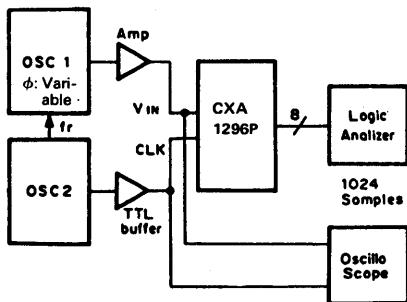 OSC 1
φ: Vari-
able
fr
OSC2
Amp
TTL
buffer
VIN
CLK
CXA
1296P
8
Logic
Analizer
1024
Samples
Oscillo
Scope